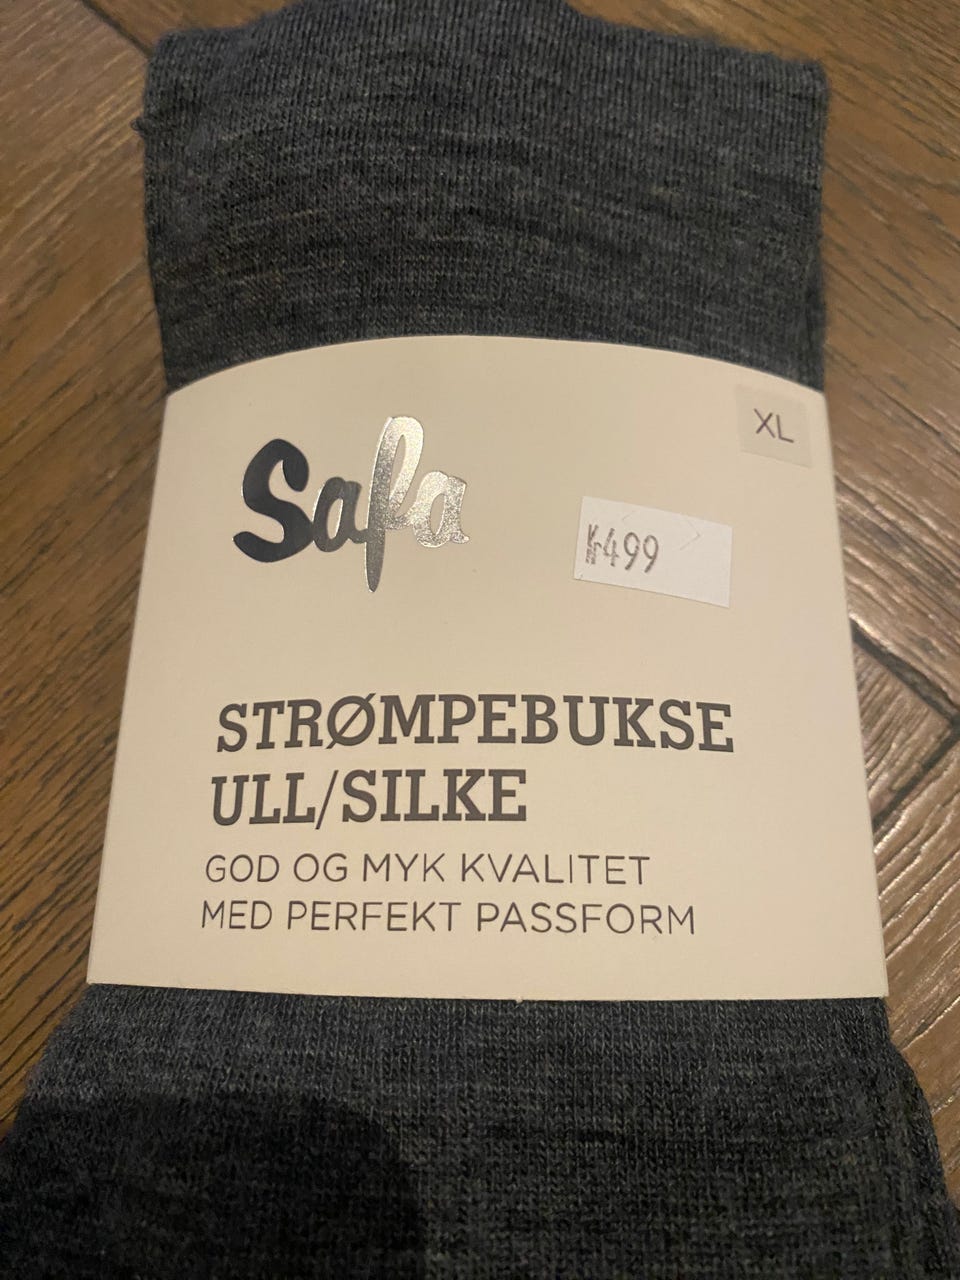 XL
Safa
Kr499
STRØMPEBUKSE
ULL/SILKE
GOD OG MYK KVALITET
MED PERFEKT PASSFORM